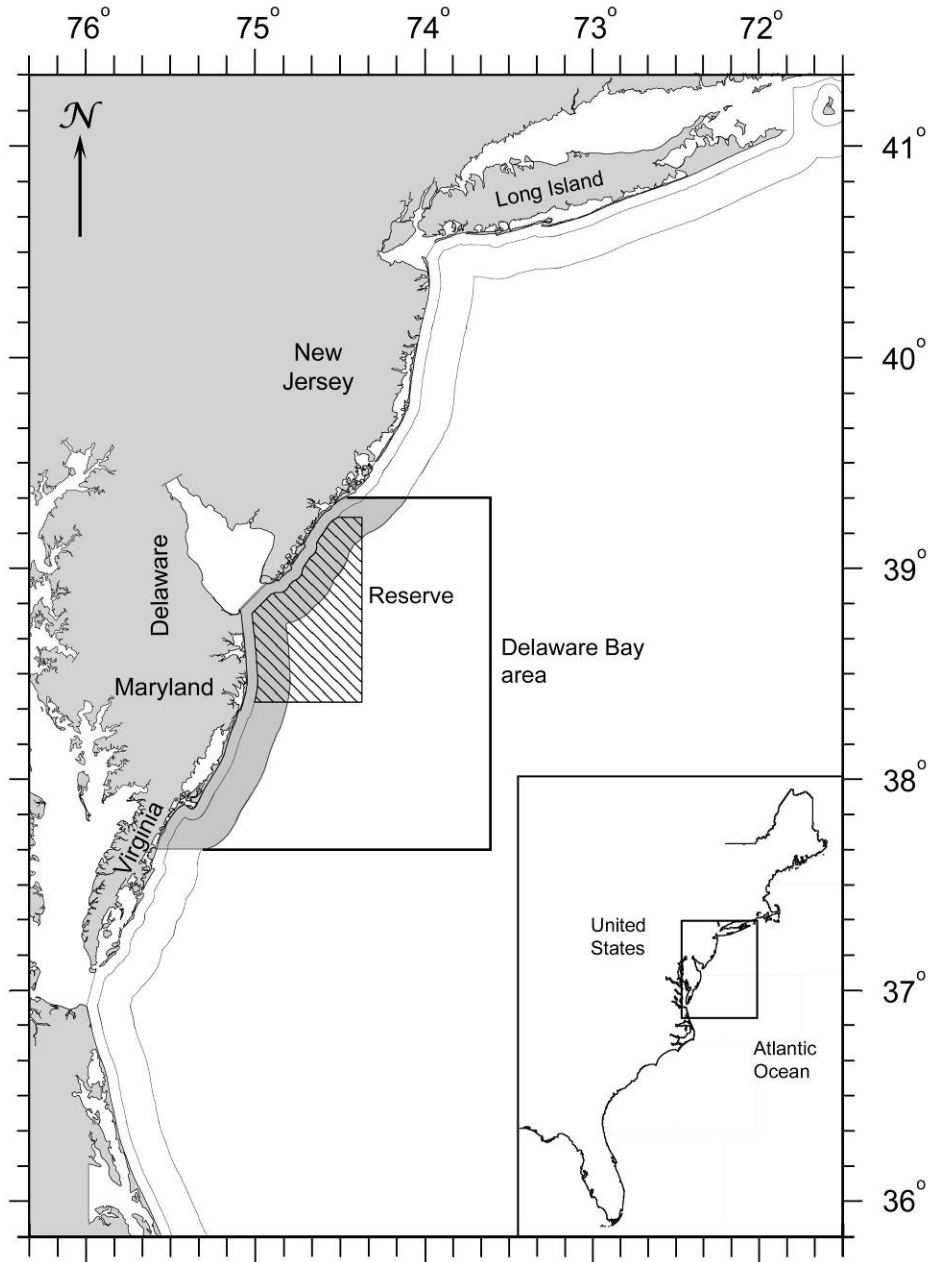 76° 75° 74° 73° 72°
N
41°
Long Island
New
Jersey
40°
39°
Delaware
Reserve
Delaware Bay
area
Maryland
38°
Virginia
United
States
37°
Atlantic
Ocean
36°